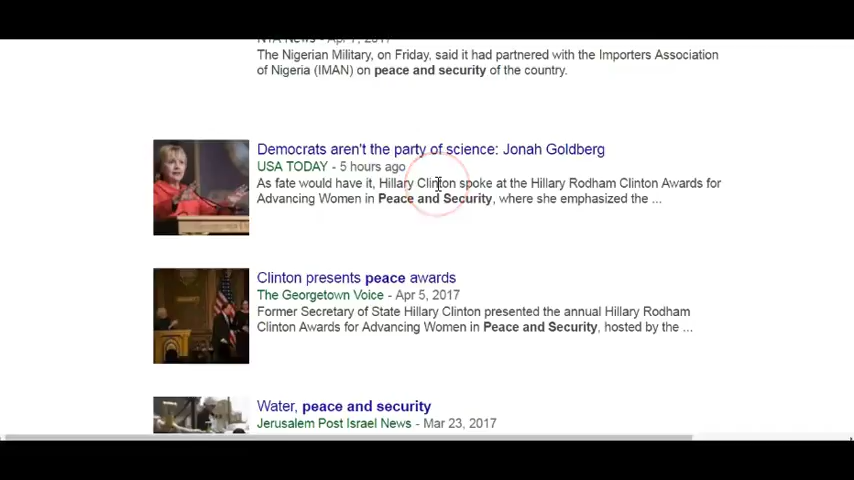 The Nigerian Military, on Friday, said it had partnered with the Importers Association
of Nigeria (IMAN) on peace and security of the country.
Democrats aren't the party of science: Jonah Goldberg
USA TODAY - 5 hours ago
As fate would have it, Hillary Clinton spoke at the Hillary Rodham Clinton Awards for
Advancing Women in Peace and Security, where she emphasized the ...
Clinton presents peace awards
The Georgetown Voice - Apr 5, 2017
Former Secretary of State Hillary Clinton presented the annual Hillary Rodham
Clinton Awards for Advancing Women in Peace and Security, hosted by the ...
Water, peace and security
Jerusalem Post Israel News - Mar 23, 2017